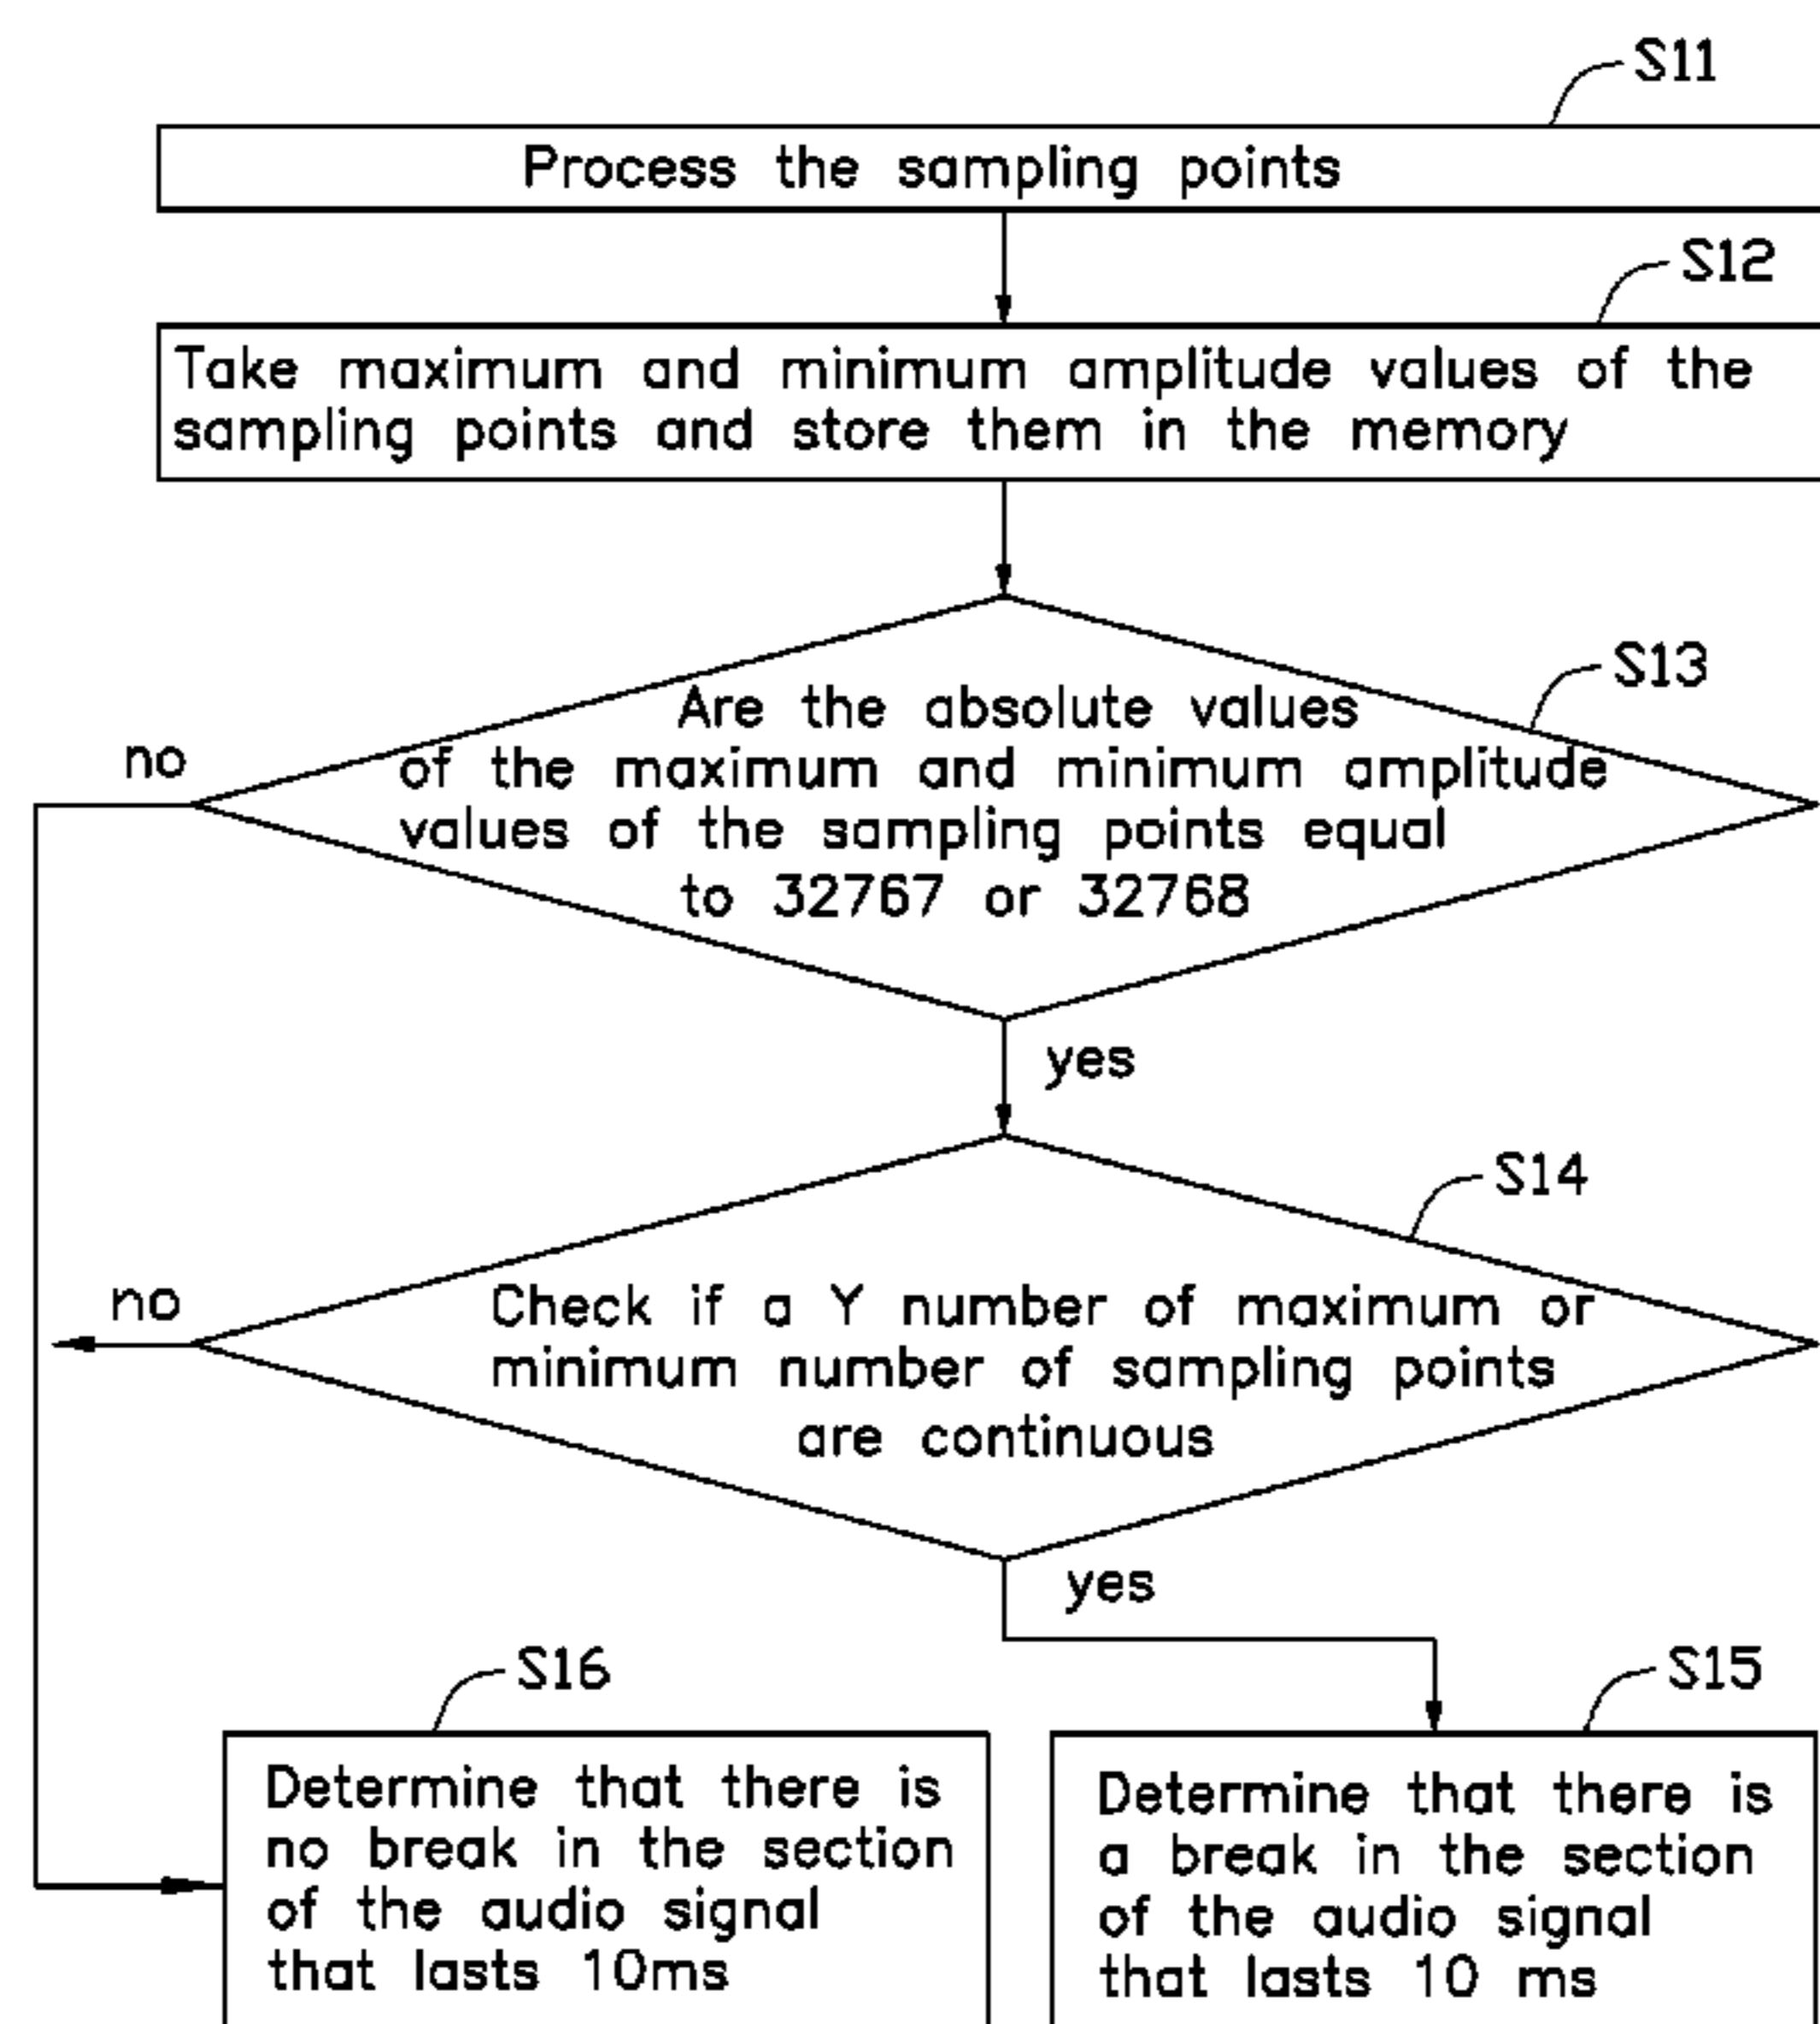 S11
Process the sampling points
S12
Take maximum and minimum amplitude values of the
sampling points and store them in the memory
S13
Are the absolute values
of the maximum and minimum amplitude
values of the sampling points equal
to 32767 or 32768
no
yes
S14
Check if a Y number of maximum or
minimum number of sampling points
are continuous
no
yes
S16
Determine that there is
no break in the section
of the audio signal
that lasts 10ms
S15
Determine that there is
a break in the section
of the audio signal
that lasts 10 ms